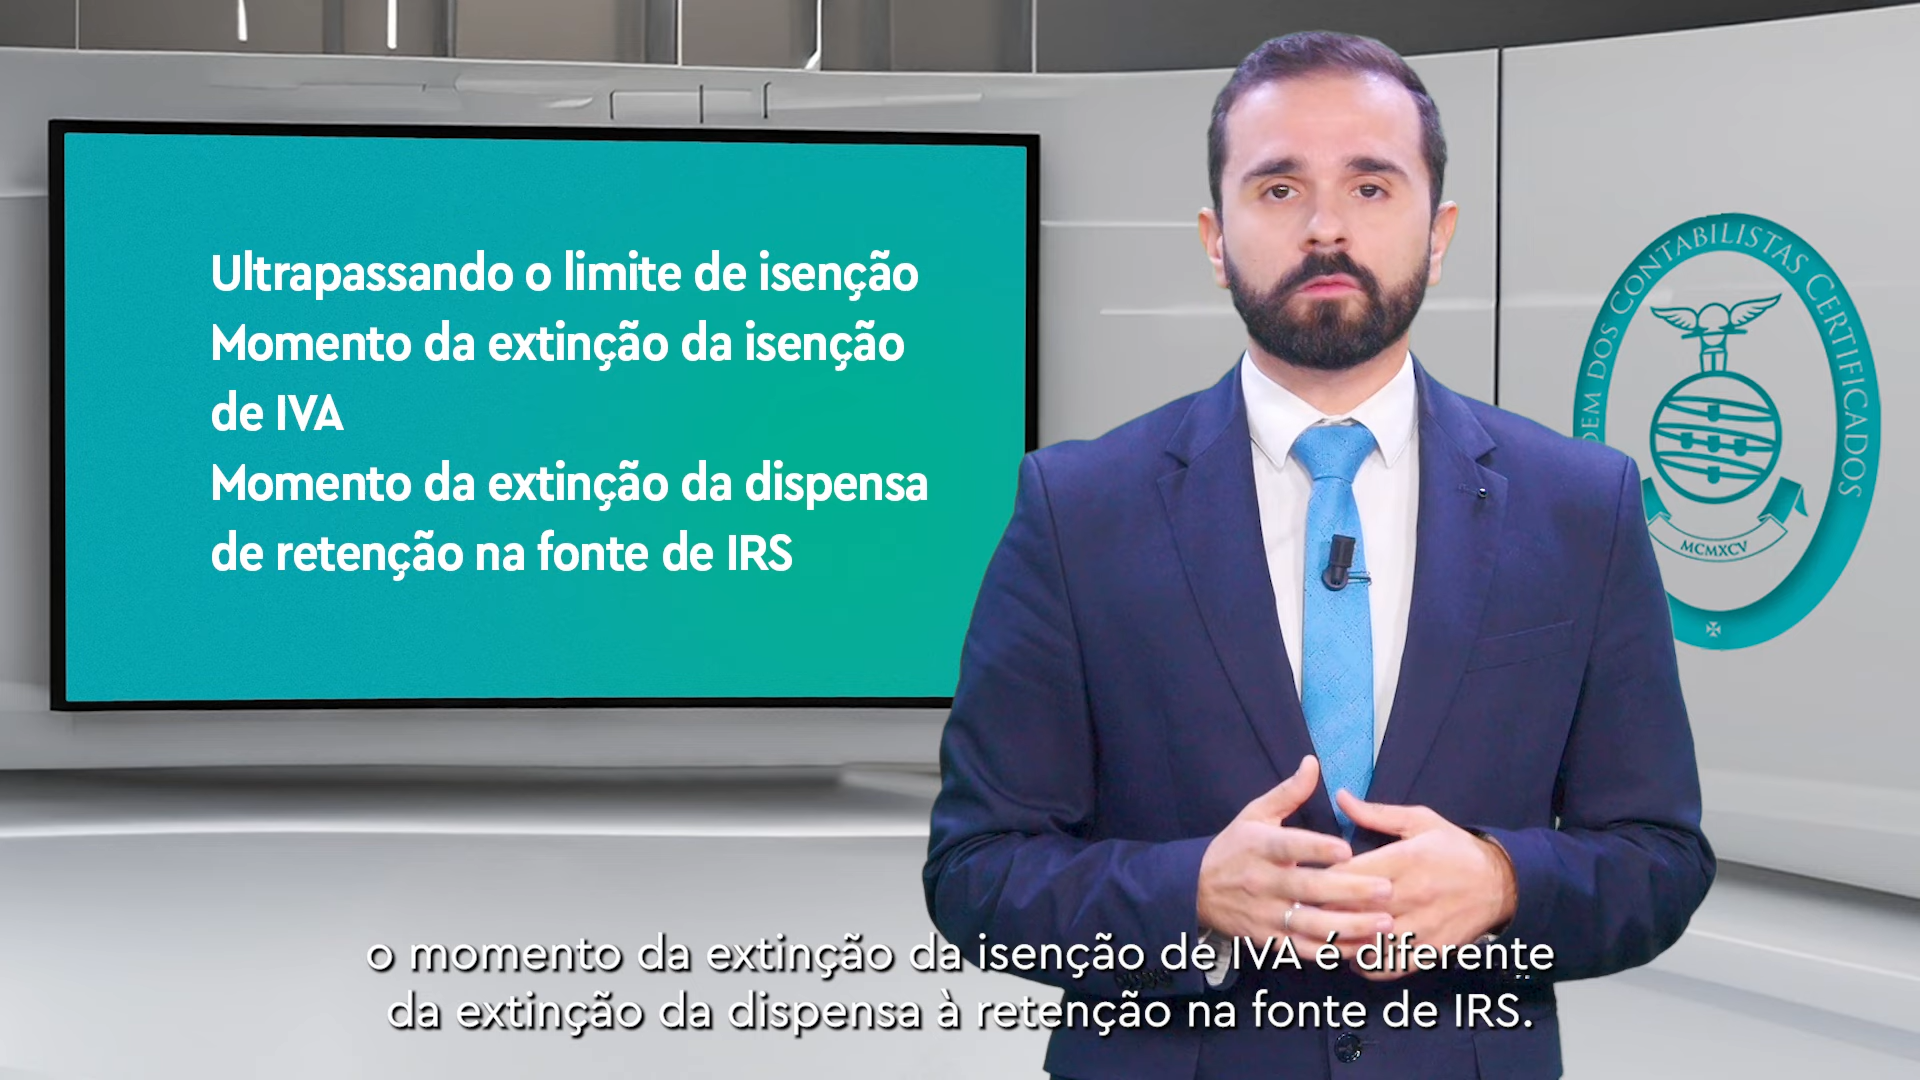 Ultrapassando o limite de isenção
Momento da extinção da isenção
de IVA
Momento da extinção da dispensa
de retenção na fonte de IRS
DOS CONTABILISTAS CERTIFICADOS
MCMXCV
o momento da extinção da isenção de IVA é diferente
da extinção da dispensa à retenção na fonte de IRS.